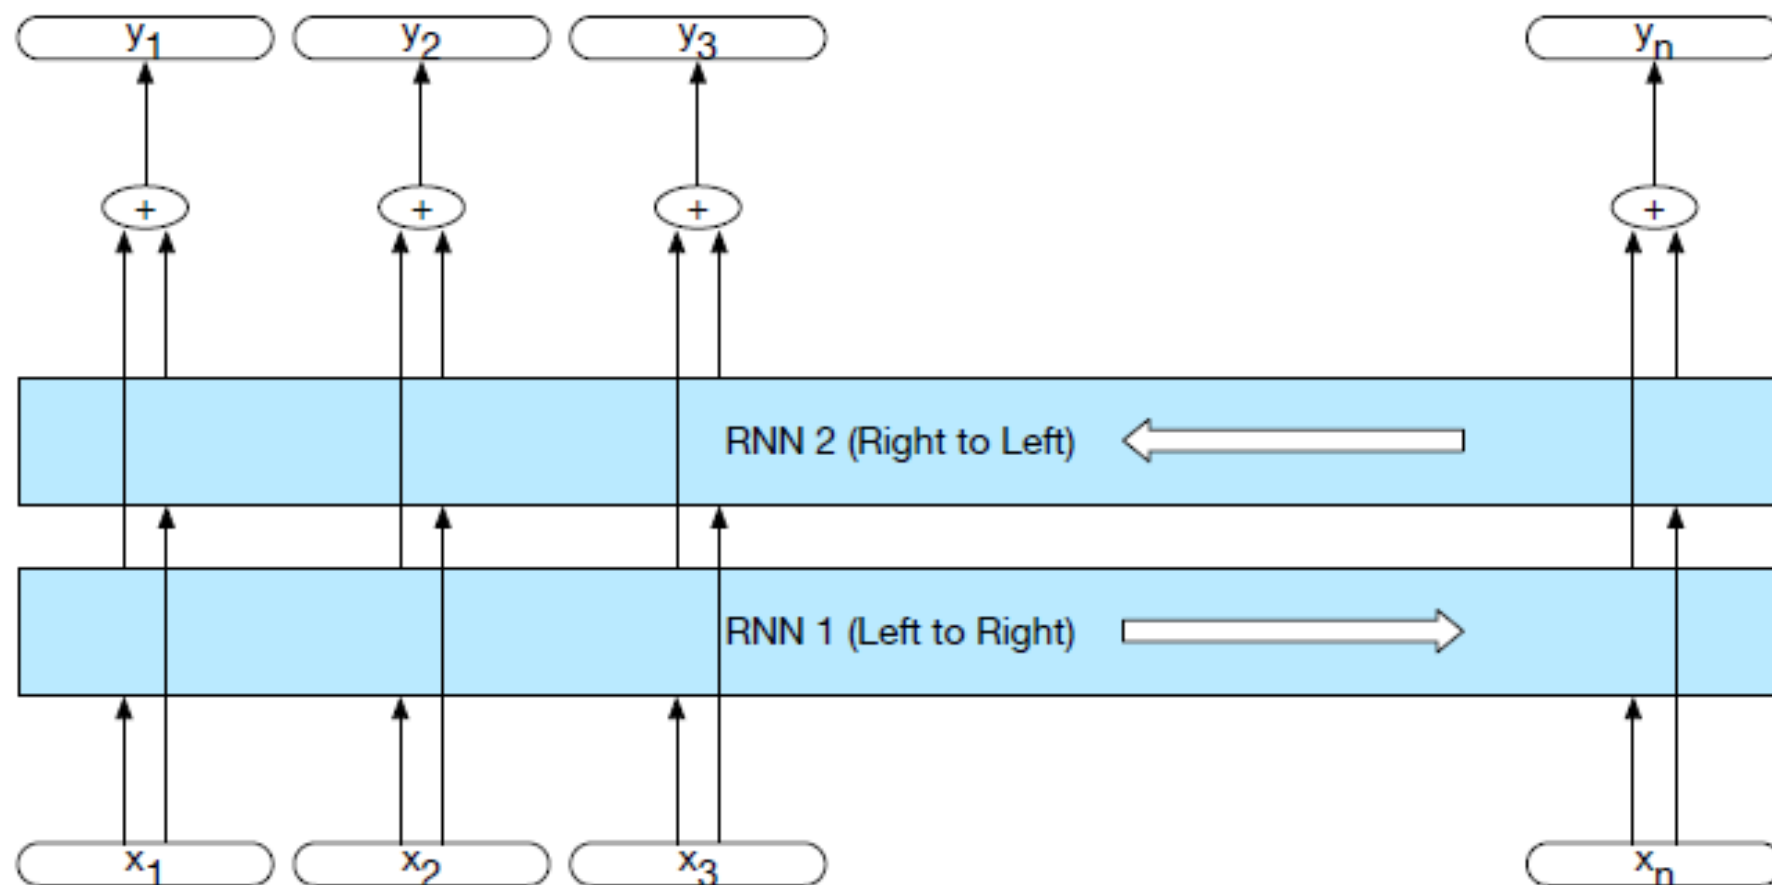 y1 y2 y3 yn
+ + + +
RNN 2 (Right to Left)
RNN 1 (Left to Right)
x1 x2 x3 xn